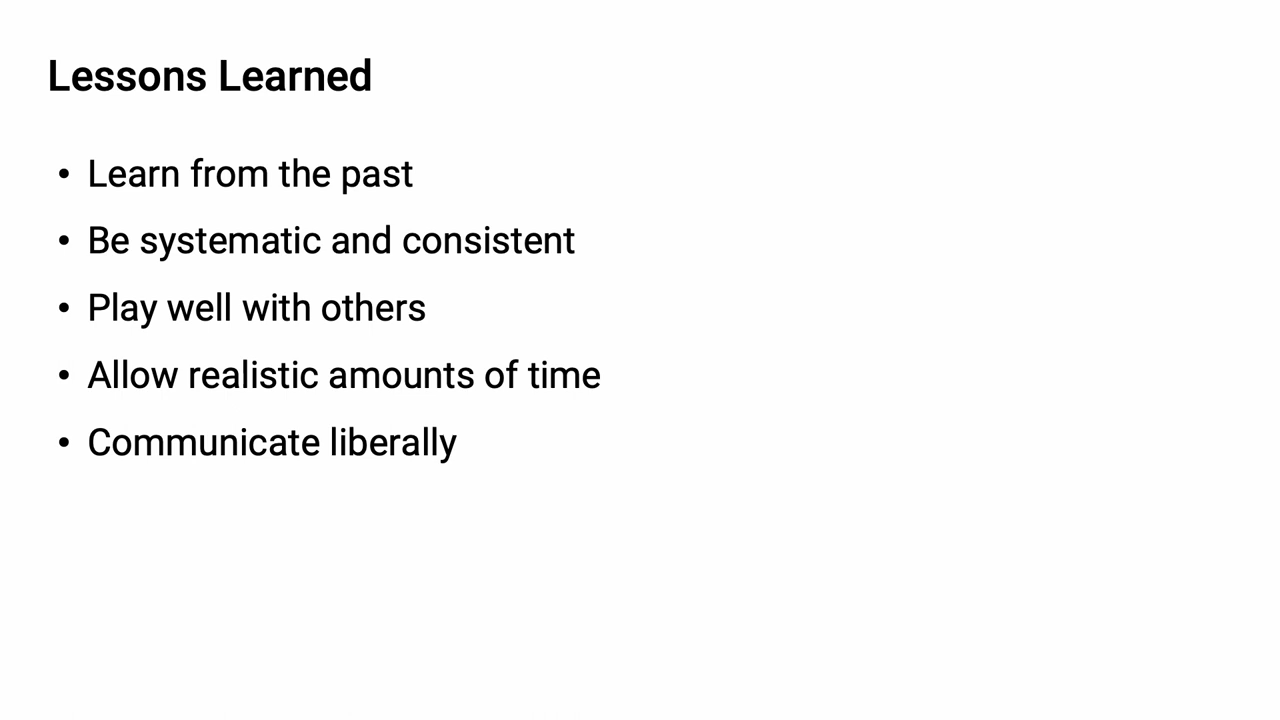 Lessons Learned
• Learn from the past
• Be systematic and consistent
• Play well with others
• Allow realistic amounts of time
• Communicate liberally